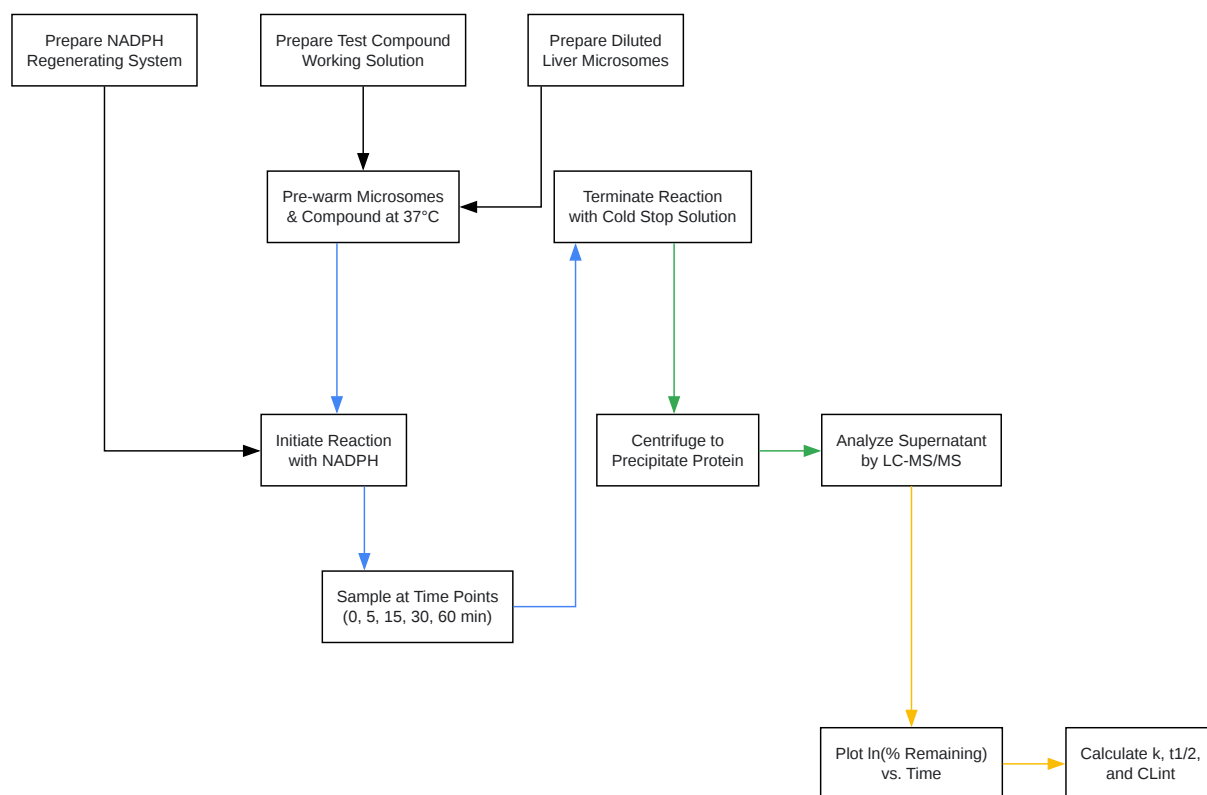 Prepare NADPH
Regenerating System
Prepare Test Compound
Working Solution
Prepare Diluted
Liver Microsomes
Pre-warm Microsomes
& Compound at 37°C
Terminate Reaction
with Cold Stop Solution
Initiate Reaction
with NADPH
Centrifuge to
Precipitate Protein
Analyze Supernatant
by LC-MS/MS
Sample at Time Points
(0, 5, 15, 30, 60 min)
Plot ln(% Remaining)
vs. Time
Calculate k, t1/2,
and CLint